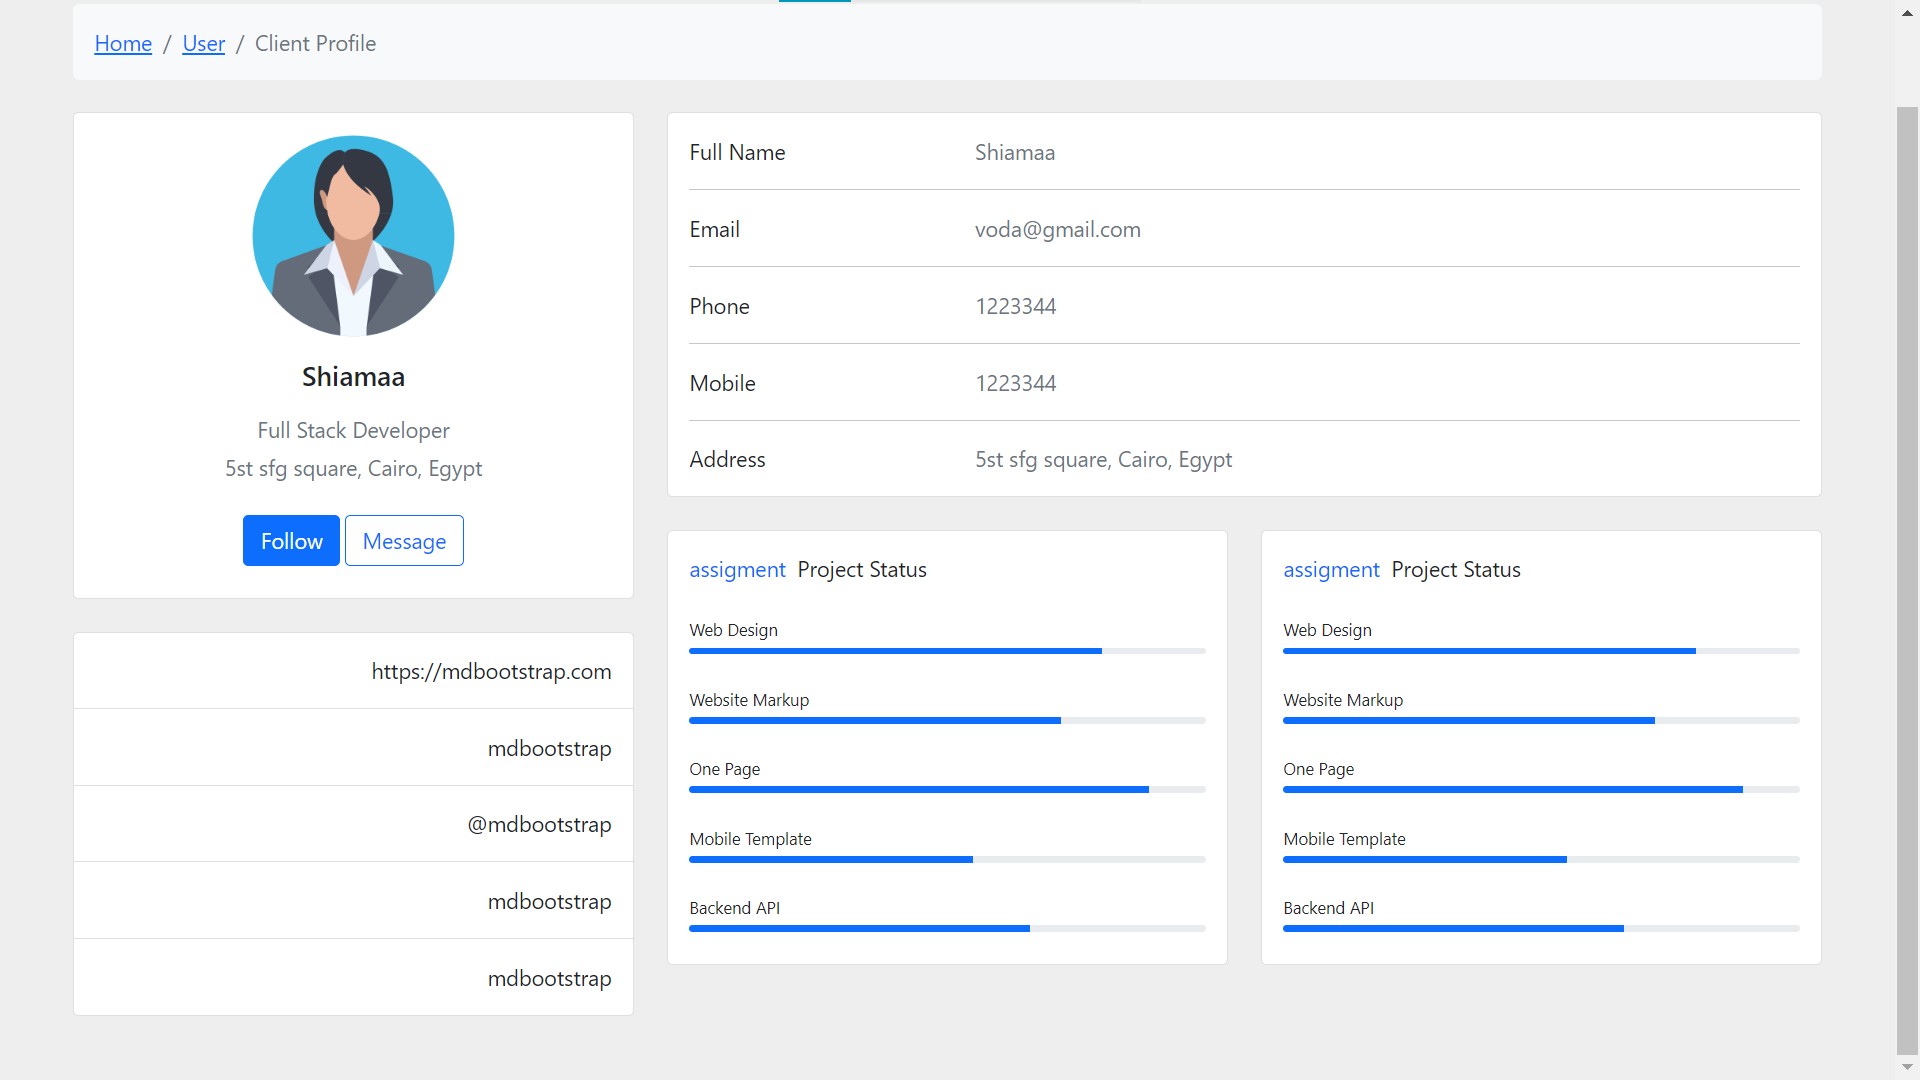 Home / User / Client Profile
Shiamaa
Full Stack Developer
5st sfg square, Cairo, Egypt
Follow Message
https://mdbootstrap.com
mdbootstrap
@mdbootstrap
mdbootstrap
mdbootstrap
Full Name Shiamaa
Email voda@gmail.com
Phone 1223344
Mobile 1223344
Address 5st sfg square, Cairo, Egypt
assigment Project Status
Web Design
Website Markup
One Page
Mobile Template
Backend API
assigment Project Status
Web Design
Website Markup
One Page
Mobile Template
Backend API